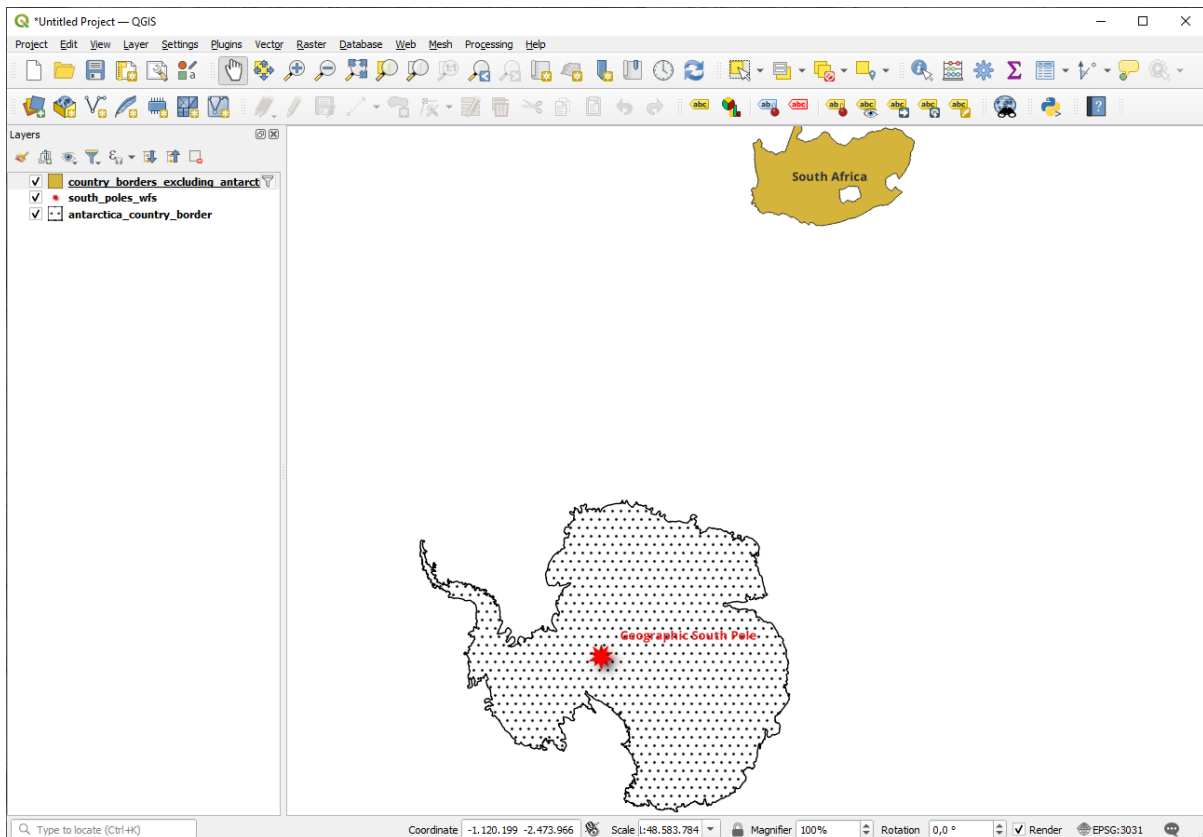 *Untitled Project — QGIS
Project Edit View Layer Settings Plugins Vector Raster Database Web Mesh Processing Help
Layers
country_borders_excluding_antarct
south_poles_wfs
antarctica_country_border
South Africa
Geographic South Pole
Type to locate (Ctrl+K) Coordinate -1.120.199 -2.473.966 Scale 1:48.583.784 Magnifier 100% Rotation 0,0 ° Render EPSG:3031